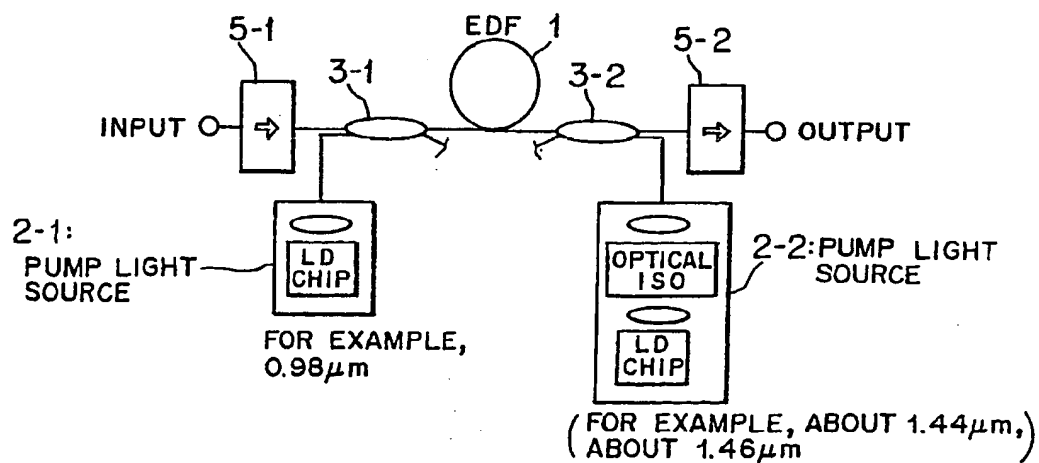 EDF
1
5-1
5-2
3-1
3-2
INPUT
OUTPUT
2-1:
PUMP LIGHT
SOURCE
LD
CHIP
FOR EXAMPLE,
0.98μm
OPTICAL
ISO
LD
CHIP
2-2: PUMP LIGHT
SOURCE
(FOR EXAMPLE, ABOUT 1.44μm,
ABOUT 1.46μm)